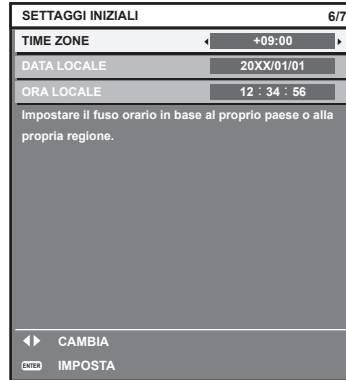 SETTAGGI INIZIALI 6/7
TIME ZONE +09:00
DATA LOCALE 20XX/01/01
ORA LOCALE 12 : 34 : 56
Impostare il fuso orario in base al proprio paese o alla
propria regione.
CAMBIA
ENTER IMPOSTA